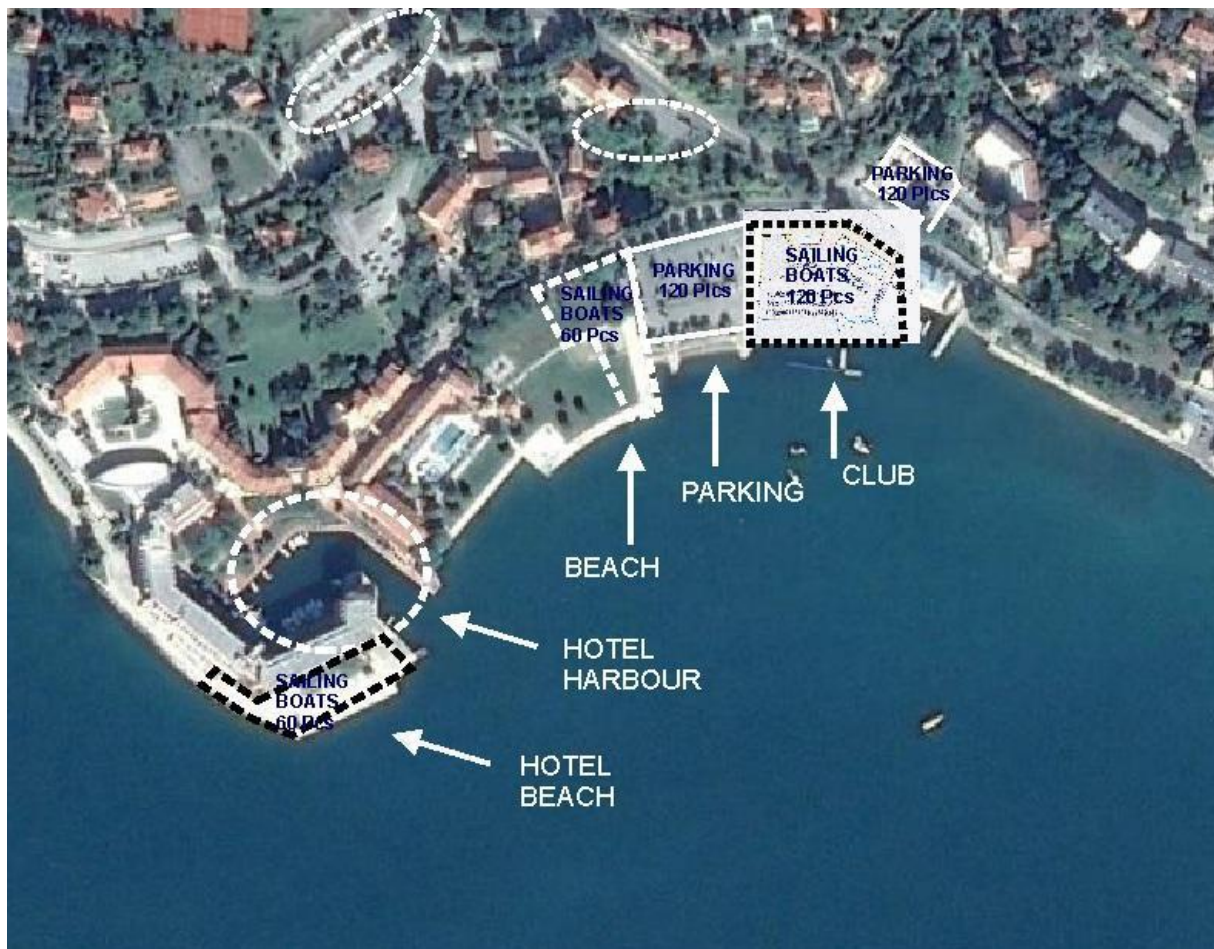 PARKING
120 Plcs
SAILING
BOATS
120 Pcs
PARKING
120 Plcs
SAILING
BOATS
60 Pcs
CLUB
PARKING
BEACH
HOTEL
HARBOUR
SAILING
BOATS
60 Pcs
HOTEL
BEACH